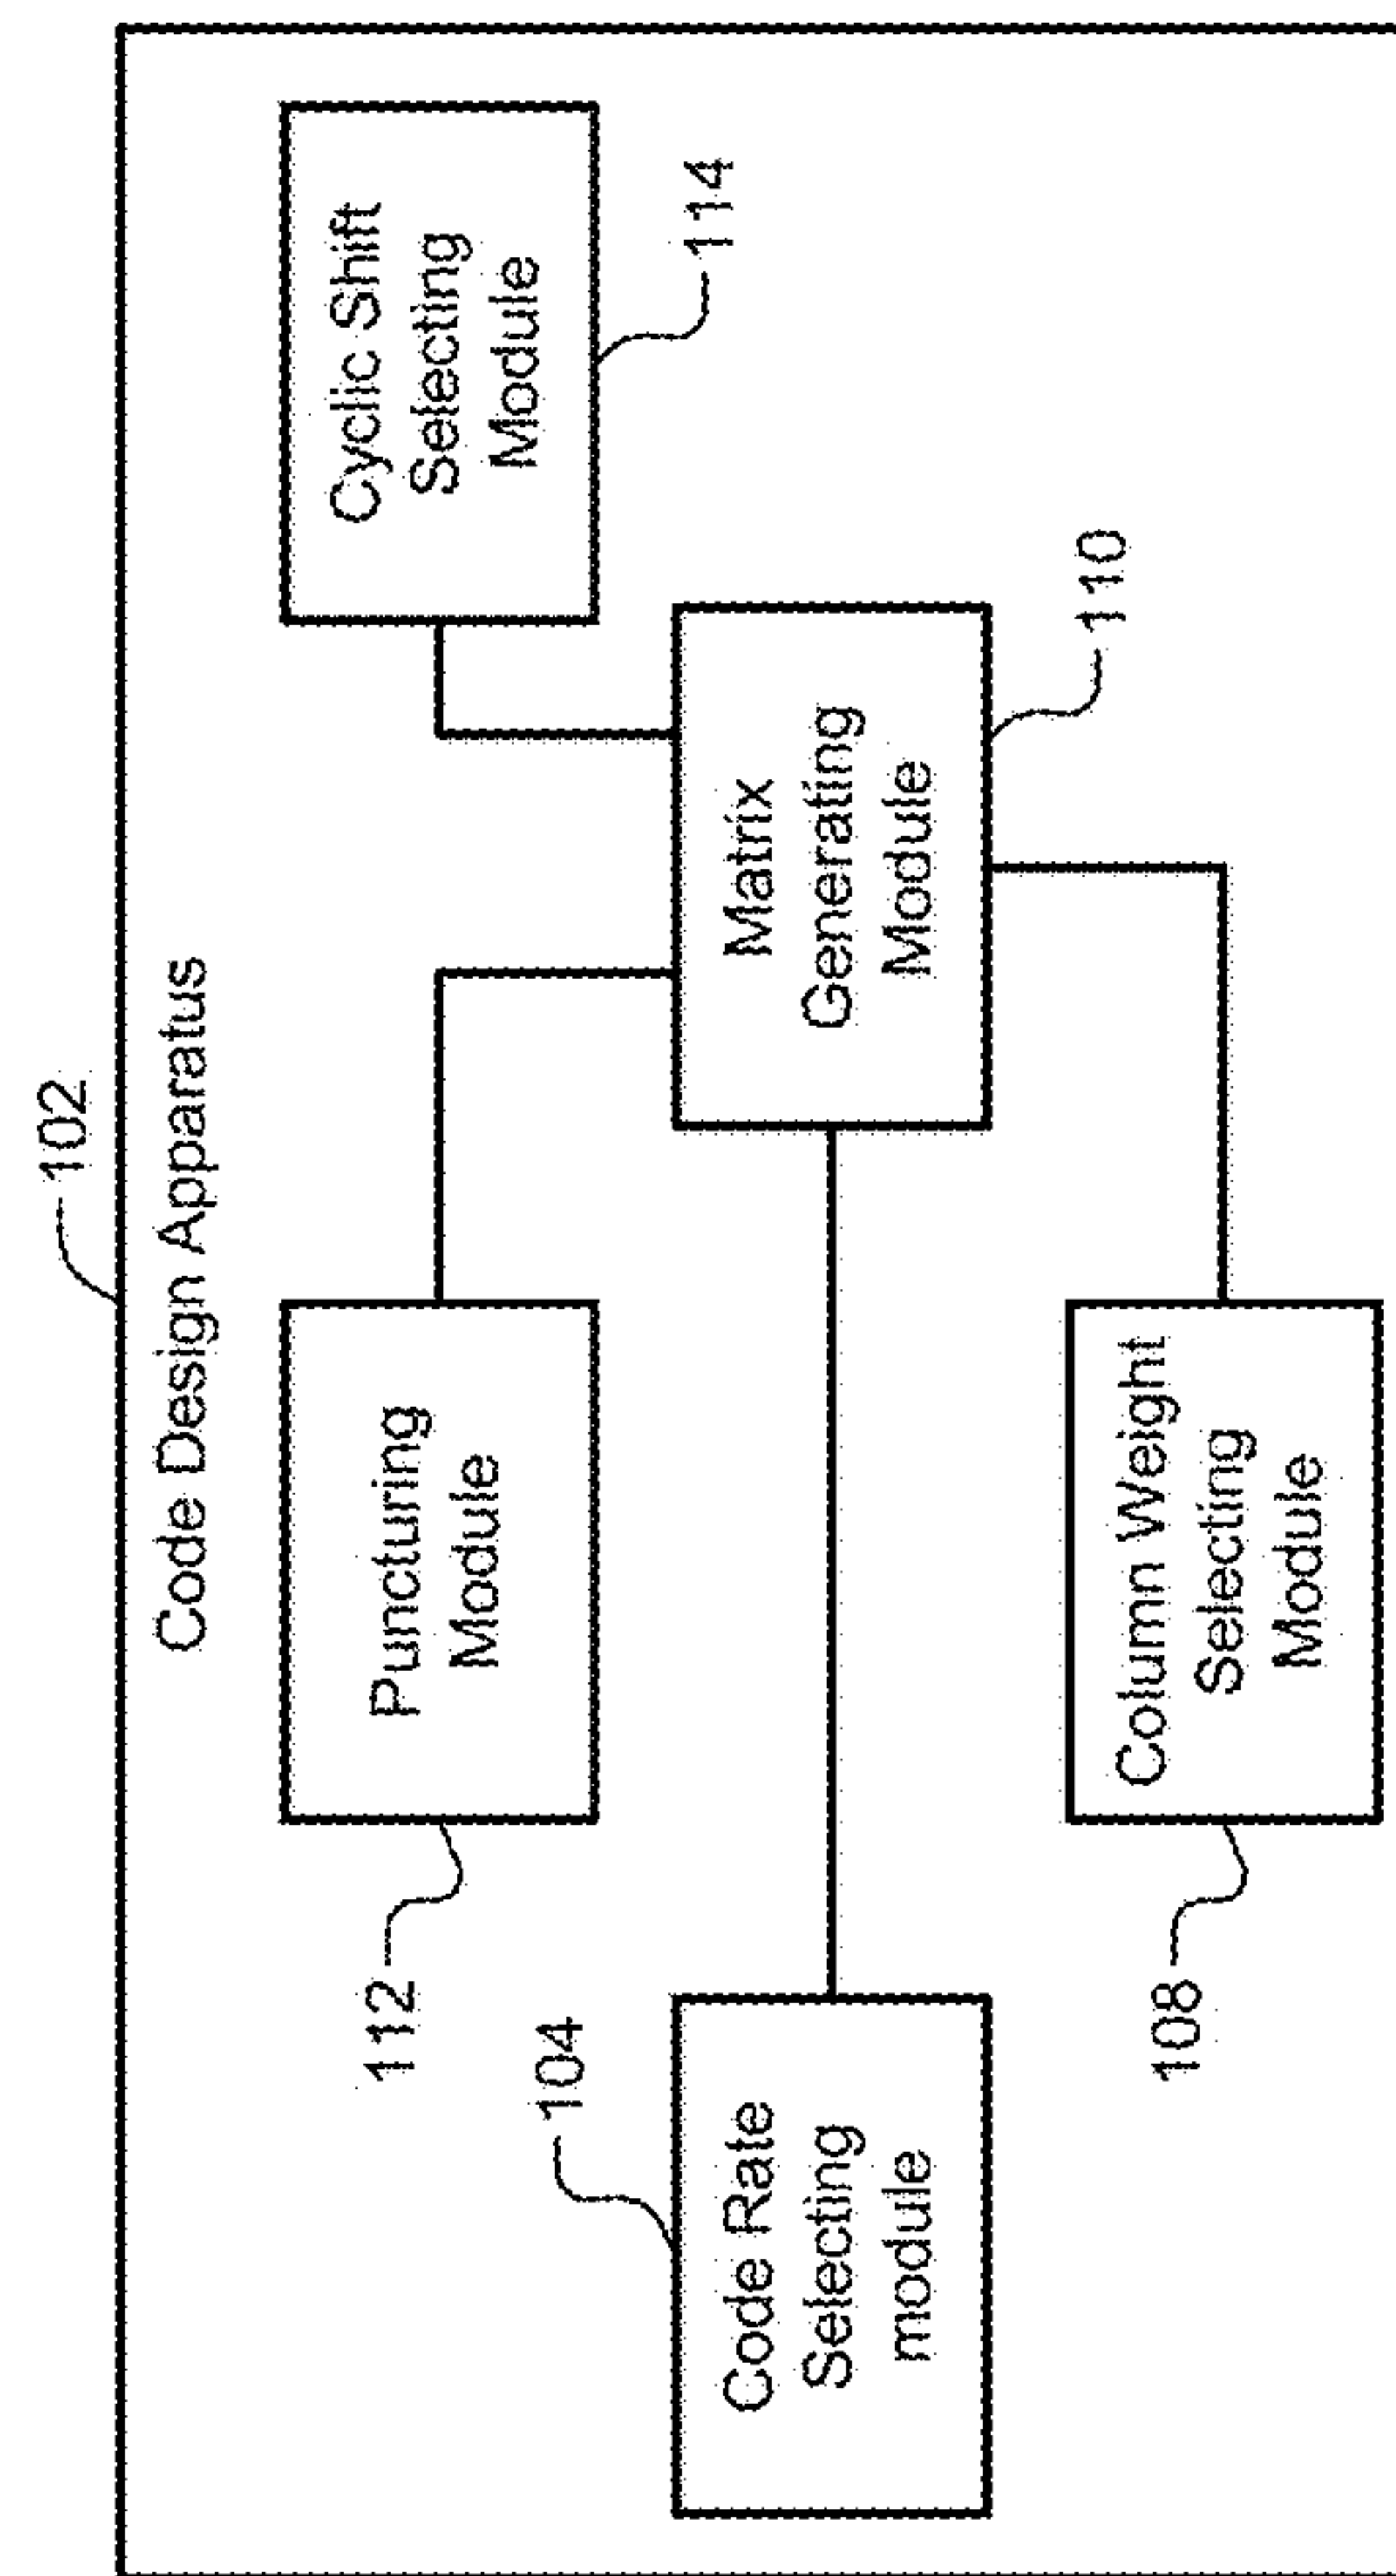 102
Code Design Apparatus
112
Puncturing
Module
Cyclic Shift
Selecting
Module
114
104
Code Rate
Selecting
module
Matrix
Generating
Module
110
108
Column Weight
Selecting
Module